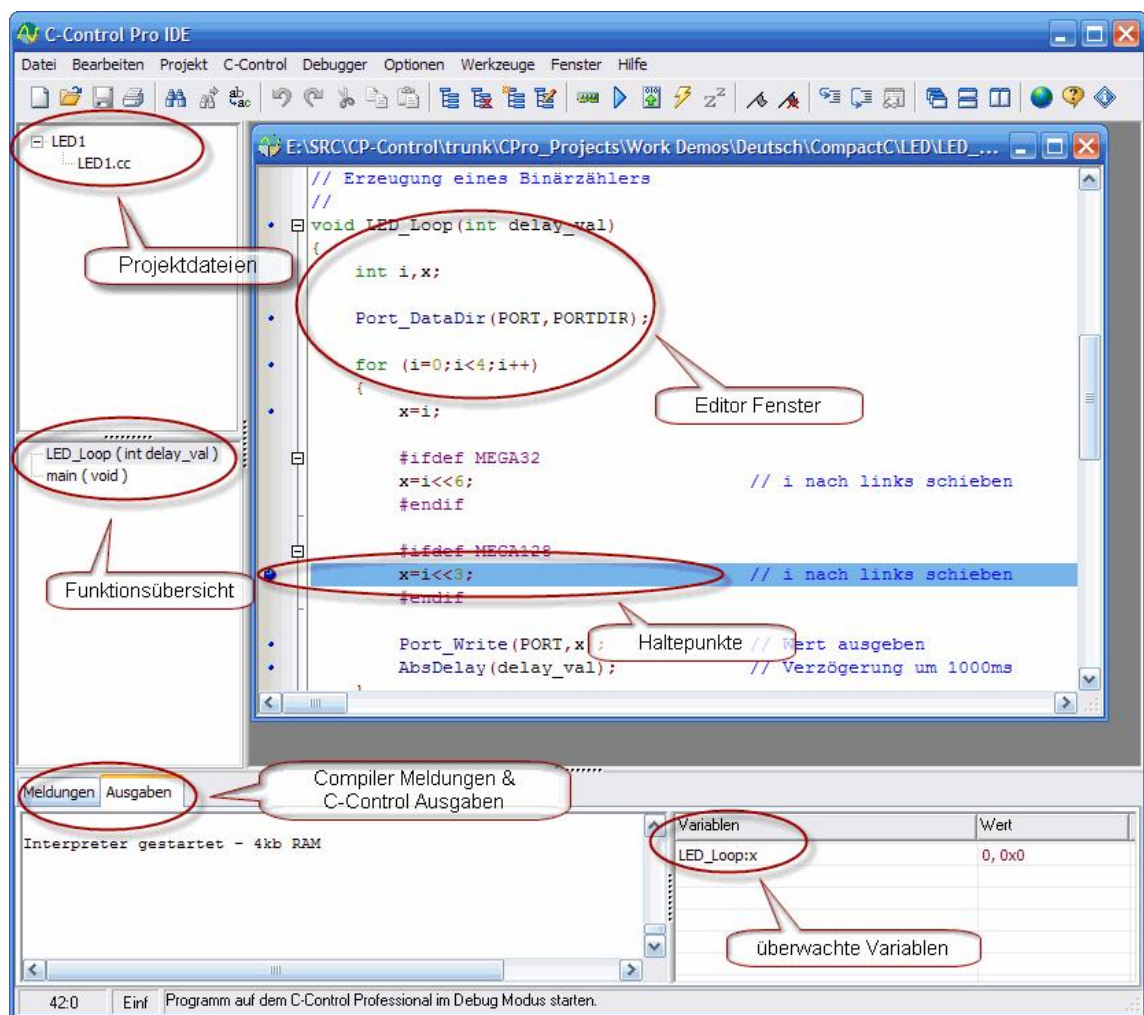 C-Control Pro IDE
Datei Bearbeiten Projekt C-Control Debugger Optionen Werkzeuge Fenster Hilfe
LED1
LED1.cc
Projektdateien
E:\SRC\CP-Control\trunk\CPro_Projects\Work Demos\Deutsch\CompactC\LED\LED_...
// Erzeugung eines Binärzählers
//
void LED_Loop(int delay_val)
{
int i,x;
Port_DataDir(PORT,PORTDIR);
for (i=0;i<4;i++)
{
x=i;
Editor Fenster
#ifdef MEGA32
x=i<<6; // i nach links schieben
#endif
#ifdef MEGA128
x=i<<3; // i nach links schieben
#endif
Haltepunkte
Port_Write(PORT,x) ; // Wert ausgeben
AbsDelay(delay_val); // Verzögerung um 1000ms
}
LED_Loop ( int delay_val )
main ( void )
Funktionsübersicht
Meldungen Ausgaben
Compiler Meldungen &
C-Control Ausgaben
Interpreter gestartet - 4kb RAM
Variablen Wert
LED_Loop:x 0, 0x0
überwachte Variablen
42:0 Einf Programm auf dem C-Control Professional im Debug Modus starten.